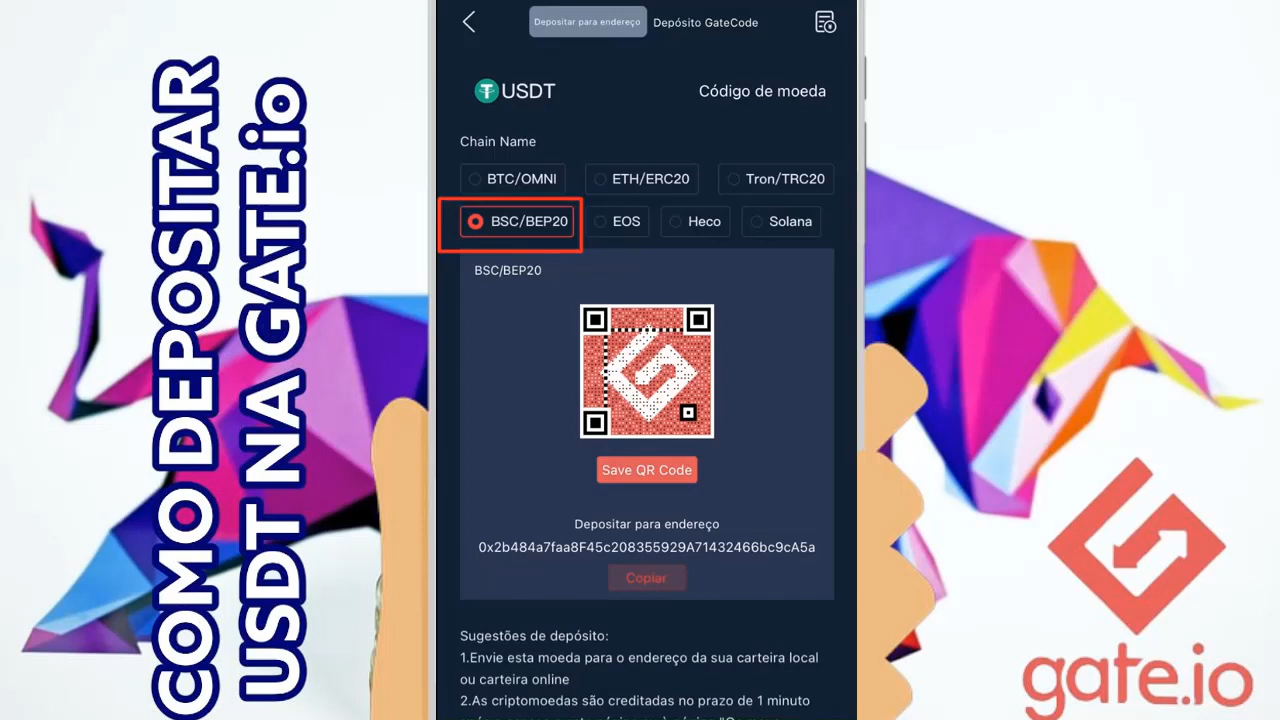 COMO DEPOSITAR
USDT NA GATE.io
Depositar para endereço
Depósito GateCode
USDT
Código de moeda
Chain Name
BTC/OMNI
ETH/ERC20
Tron/TRC20
BSC/BEP20
EOS
Heco
Solana
BSC/BEP20
Save QR Code
Depositar para endereço
0x2b484a7faa8F45c208355929A71432466bc9cA5a
Copiar
Sugestões de depósito:
1.Envie esta moeda para o endereço da sua carteira local
ou carteira online
2.As criptomoedas são creditadas no prazo de 1 minuto
gate.io